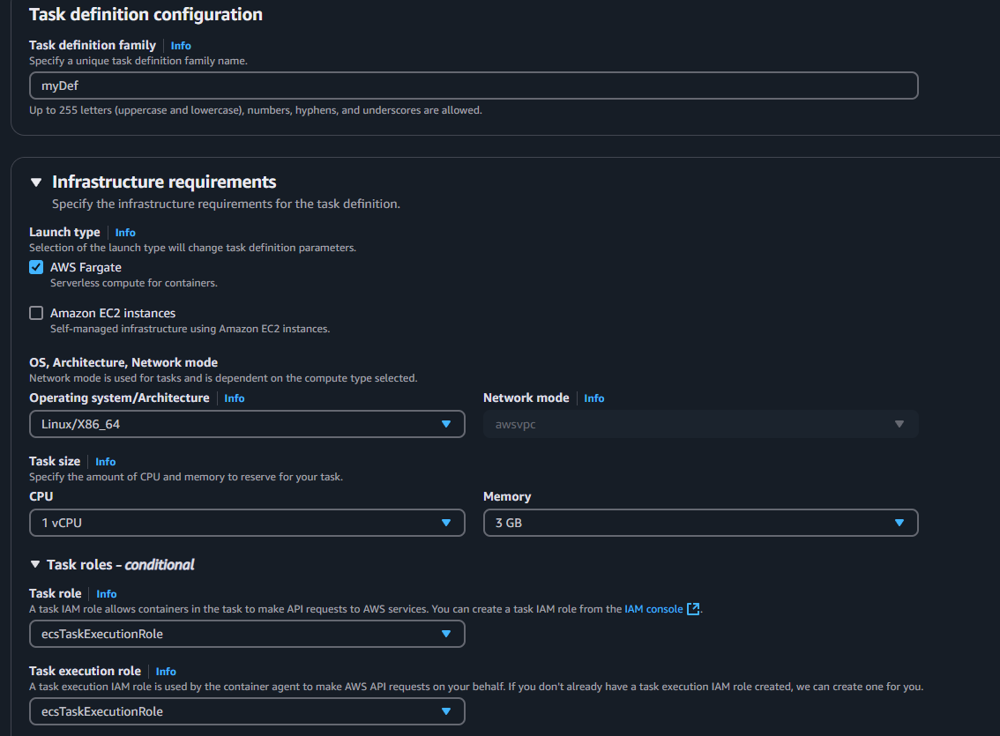 Task definition configuration
Task definition family Info
Specify a unique task definition family name.
myDef
Up to 255 letters (uppercase and lowercase), numbers, hyphens, and underscores are allowed.
Infrastructure requirements
Specify the infrastructure requirements for the task definition.
Launch type Info
Selection of the launch type will change task definition parameters.
AWS Fargate
Serverless compute for containers.
Amazon EC2 instances
Self-managed infrastructure using Amazon EC2 instances.
OS, Architecture, Network mode
Network mode is used for tasks and is dependent on the compute type selected.
Operating system/Architecture Info
Network mode Info
Linux/X86_64
awsvpc
Task size Info
Specify the amount of CPU and memory to reserve for your task.
CPU
Memory
1 vCPU
3 GB
Task roles - conditional
Task role Info
A task IAM role allows containers in the task to make API requests to AWS services. You can create a task IAM role from the IAM console.
ecsTaskExecutionRole
Task execution role Info
A task execution IAM role is used by the container agent to make AWS API requests on your behalf. If you don't already have a task execution IAM role created, we can create one for you.
ecsTaskExecutionRole